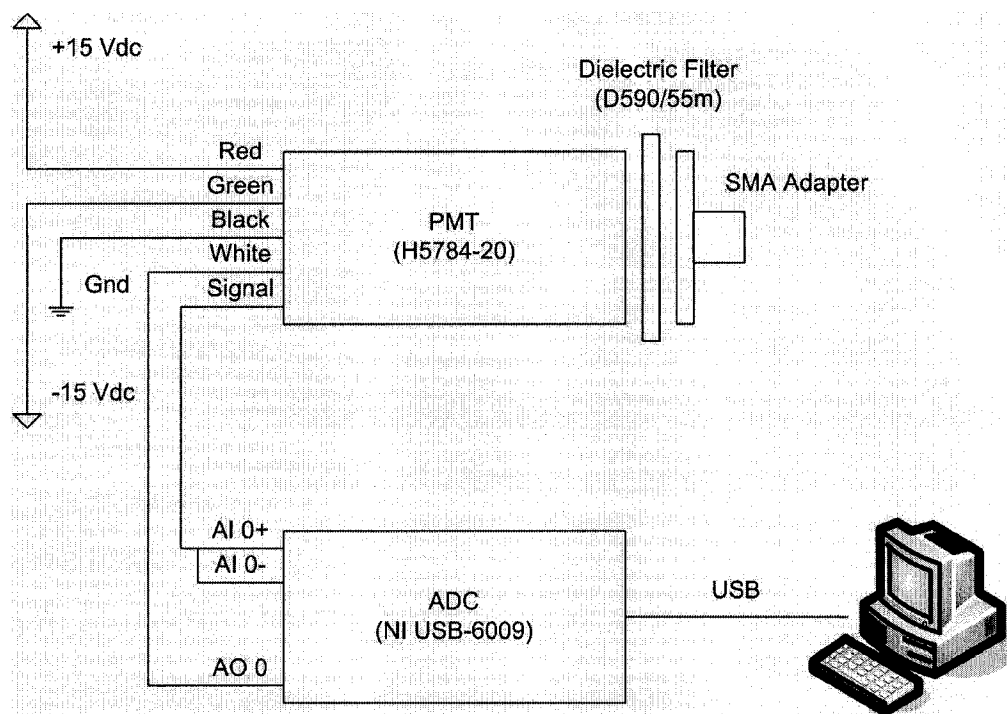 +15 Vdc
Dielectric Filter
(D590/55m)
Red
Green
Black
White
Signal
PMT
(H5784-20)
SMA Adapter
Gnd
-15 Vdc
AI 0+
AI 0-
AO 0
ADC
(NI USB-6009)
USB